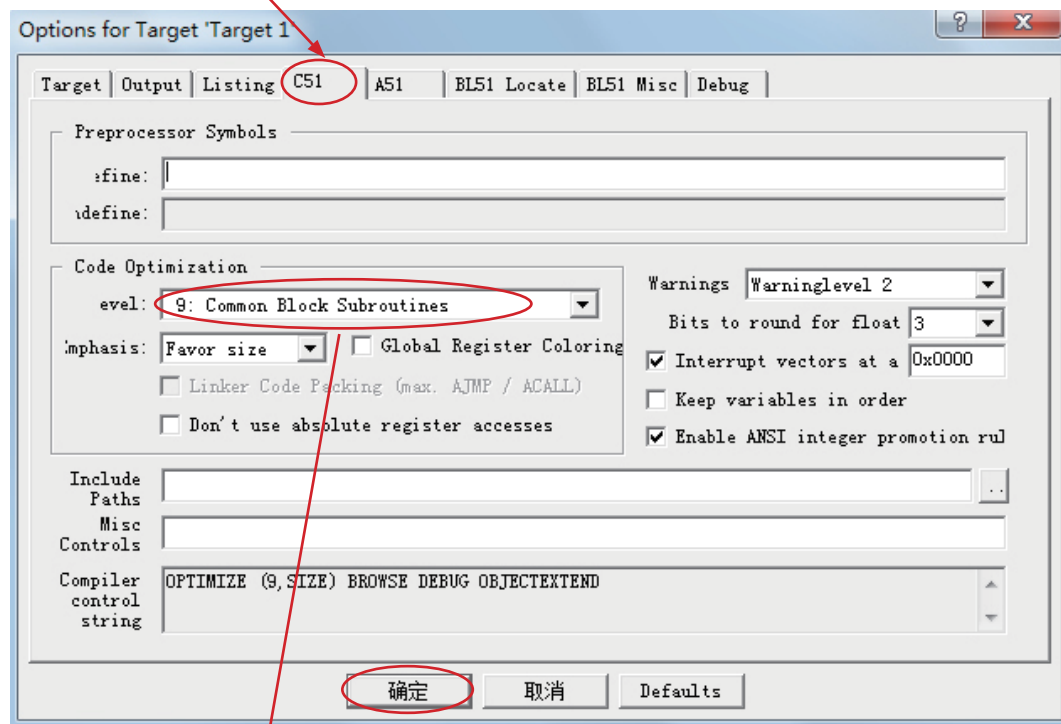 Options for Target 'Target 1'
Target Output Listing C51 A51 BL51 Locate BL51 Misc Debug
Preprocessor Symbols
efine:
ndefine:
Code Optimization
evel: 9: Common Block Subroutines
Emphasis: Favor size Global Register Coloring
Linker Code Packing (max. AJMP / ACALL)
Don't use absolute register accesses
Warnings Warninglevel 2
Bits to round for float 3
Interrupt vectors at a 0x0000
Keep variables in order
Enable ANSI integer promotion rul
Include Paths
..
Misc Controls
Compiler control string
OPTIMIZE (9,SIZE) BROWSE DEBUG OBJECTEXTEND
确定 取消 Defaults